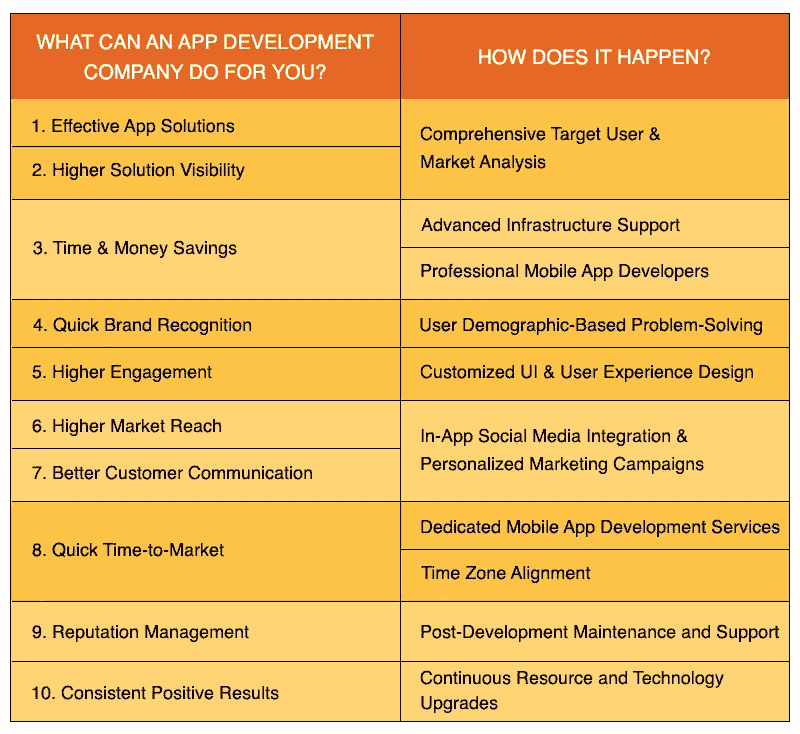 WHAT CAN AN APP DEVELOPMENT
COMPANY DO FOR YOU?
HOW DOES IT HAPPEN?
1. Effective App Solutions
2. Higher Solution Visibility
Comprehensive Target User &
Market Analysis
3. Time & Money Savings
Advanced Infrastructure Support
Professional Mobile App Developers
4. Quick Brand Recognition
User Demographic-Based Problem-Solving
5. Higher Engagement
Customized UI & User Experience Design
6. Higher Market Reach
7. Better Customer Communication
In-App Social Media Integration &
Personalized Marketing Campaigns
8. Quick Time-to-Market
Dedicated Mobile App Development Services
Time Zone Alignment
9. Reputation Management
Post-Development Maintenance and Support
10. Consistent Positive Results
Continuous Resource and Technology
Upgrades